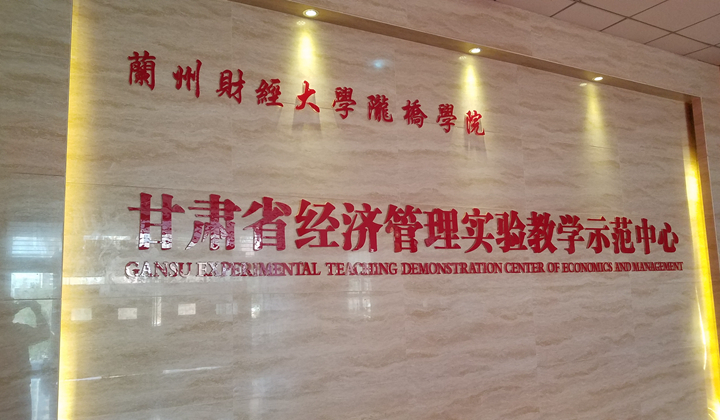 蘭州財經大學隴橋學院
甘肃省经济管理实验教学示范中心
GANSU EXPERIMENTAL TEACHING DEMONSTRATION CENTER OF ECONOMICS AND MANAGEMENT